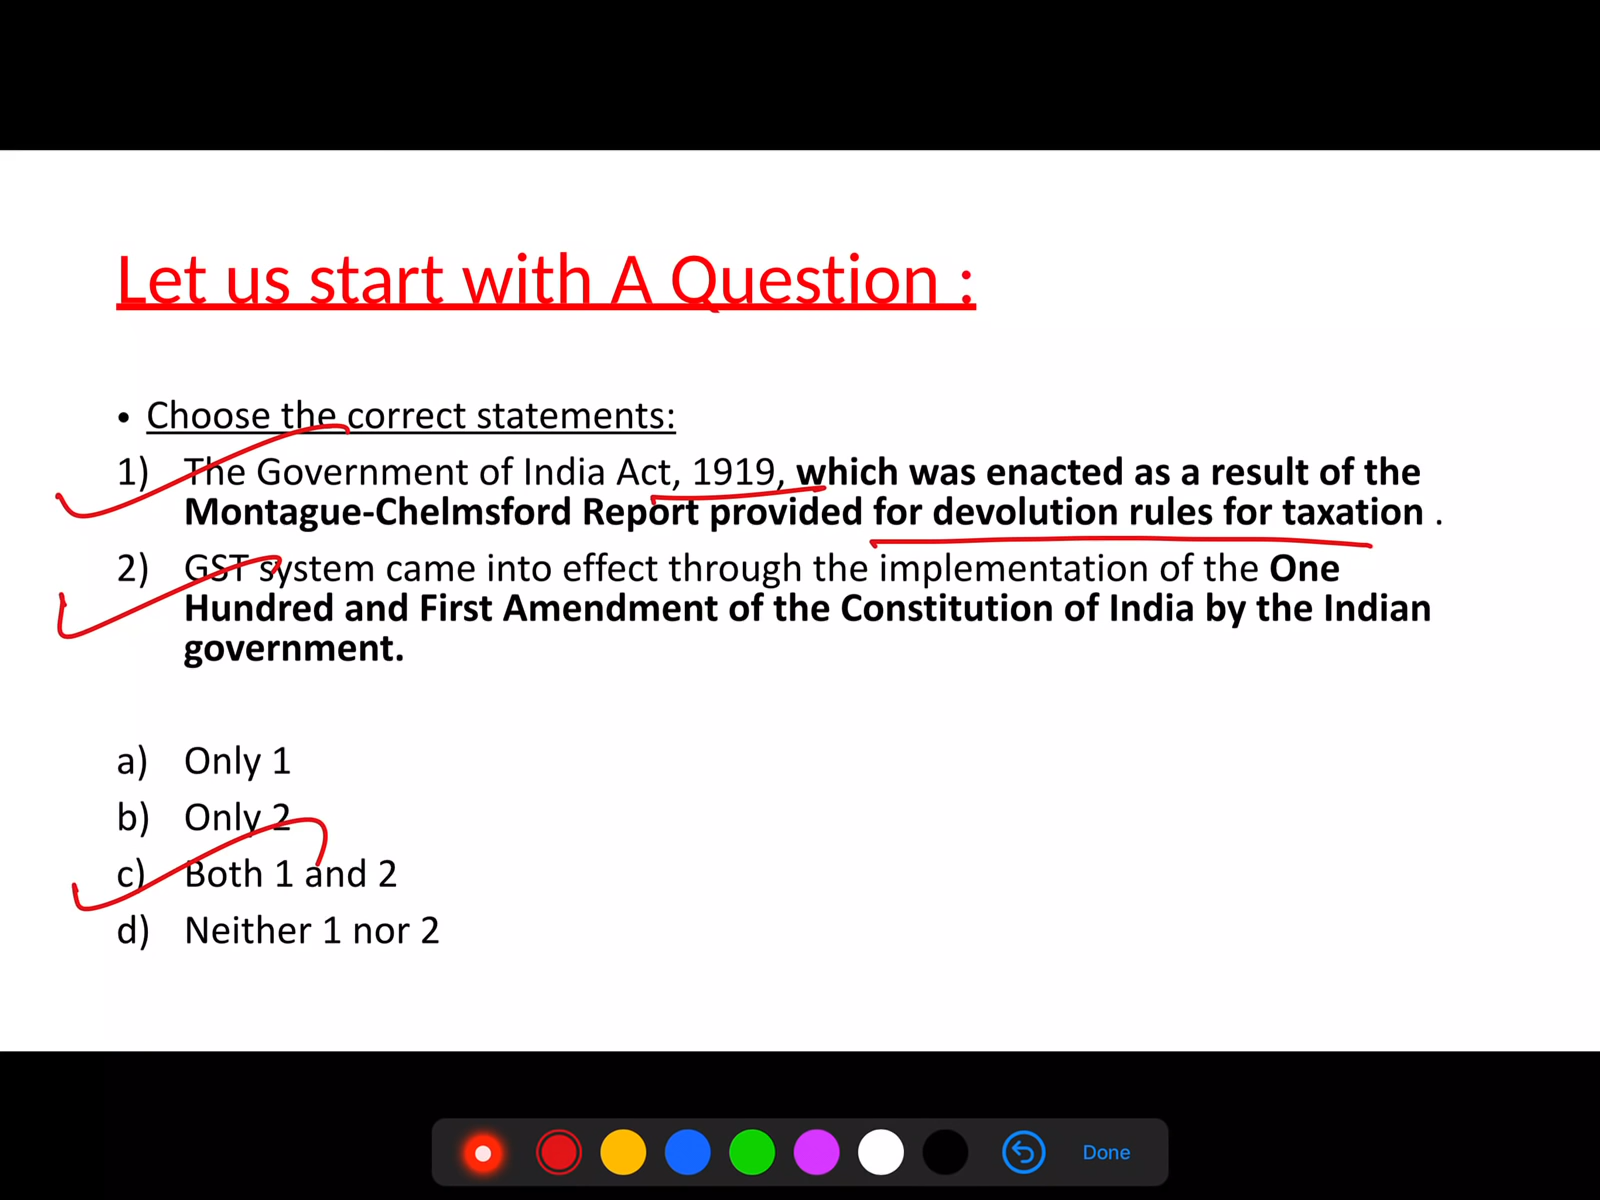 Let us start with A Question :
• Choose the correct statements:
1) The Government of India Act, 1919, which was enacted as a result of the
Montague-Chelmsford Report provided for devolution rules for taxation .
2) GST system came into effect through the implementation of the One
Hundred and First Amendment of the Constitution of India by the Indian
government.
a) Only 1
b) Only 2
c) Both 1 and 2
d) Neither 1 nor 2
Done